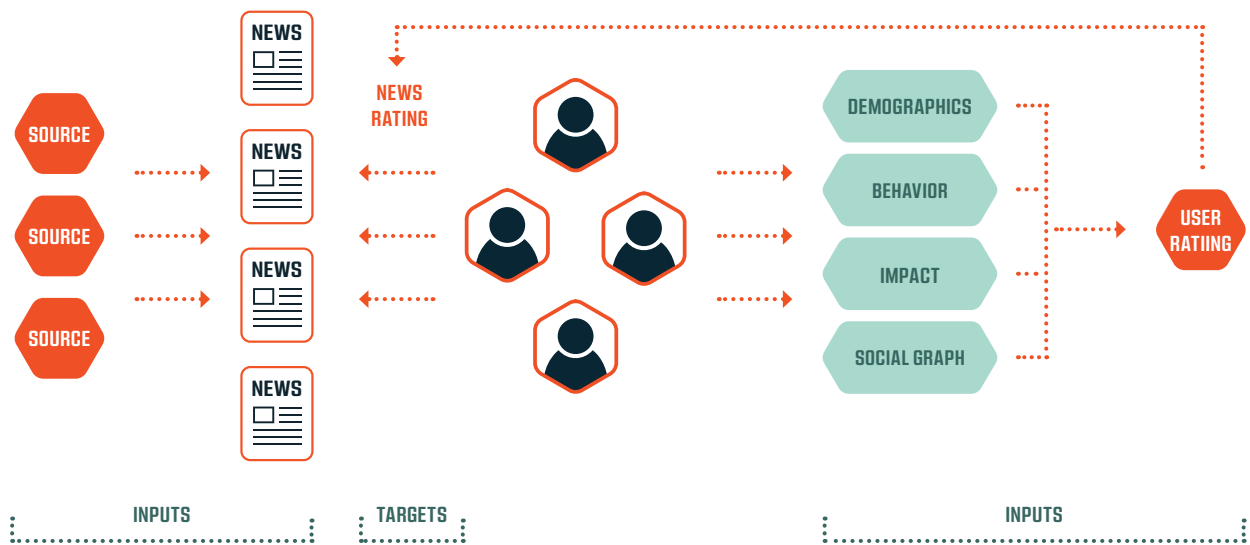 SOURCE
SOURCE
SOURCE
NEWS
NEWS
NEWS
NEWS
NEWS
RATING
DEMOGRAPHICS
BEHAVIOR
IMPACT
SOCIAL GRAPH
USER
RATIING
INPUTS
TARGETS
INPUTS